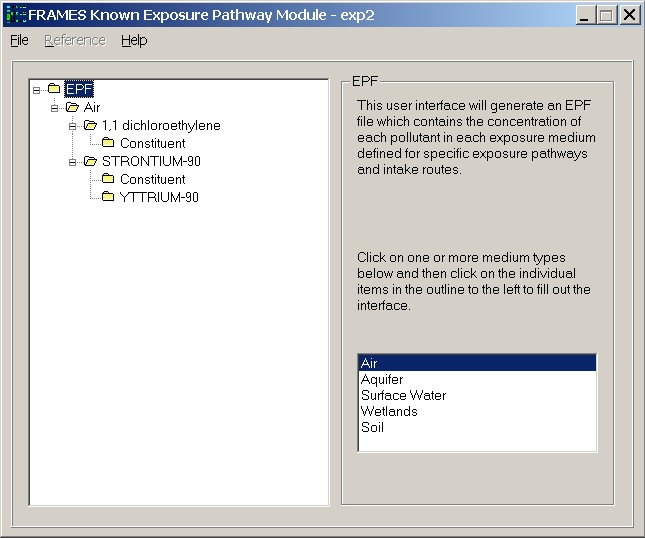 FRAMES Known Exposure Pathway Module - exp2
File Reference Help
EPF
Air
1,1 dichloroethylene
Constituent
STRONTIUM-90
Constituent
YTTRIUM-90
EPF
This user interface will generate an EPF
file which contains the concentration of
each pollutant in each exposure medium
defined for specific exposure pathways
and intake routes.
Click on one or more medium types
below and then click on the individual
items in the outline to the left to fill out the
interface.
Air
Aquifer
Surface Water
Wetlands
Soil